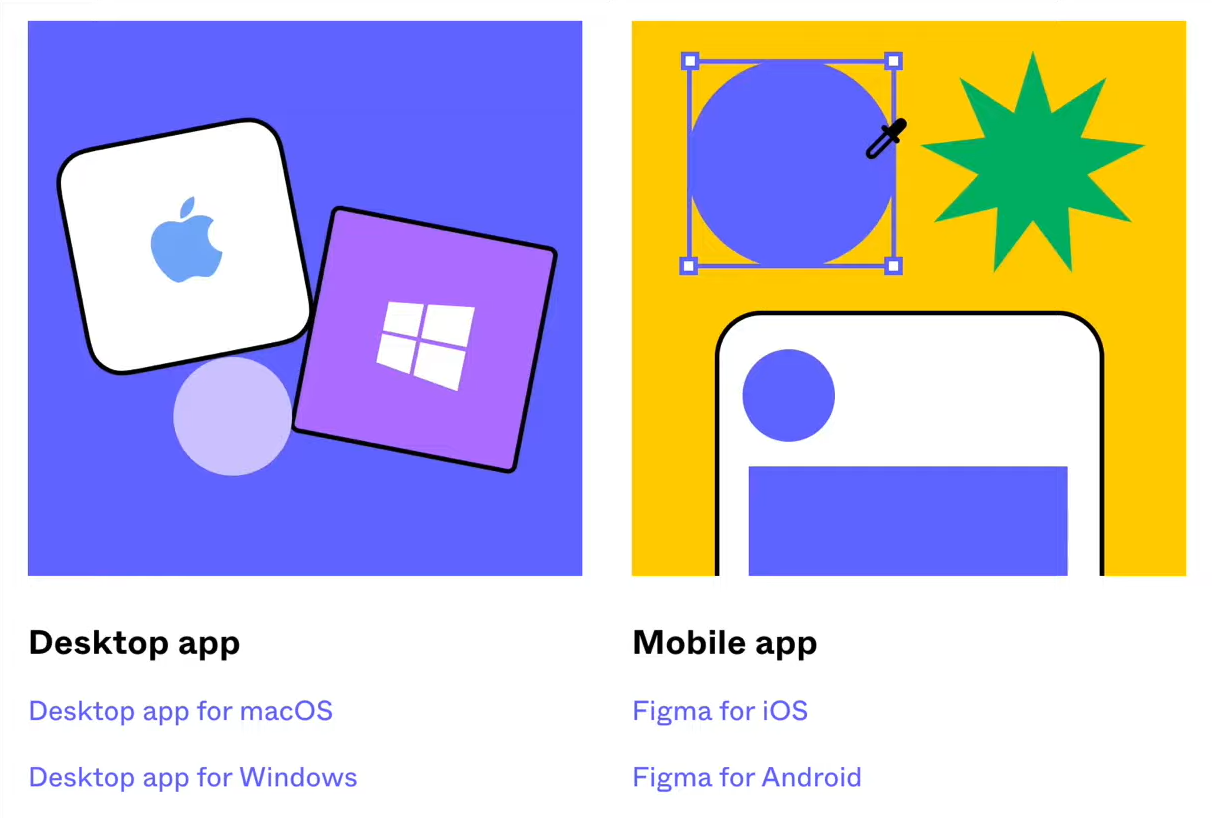 Desktop app
Desktop app for macOS
Desktop app for Windows
Mobile app
Figma for iOS
Figma for Android